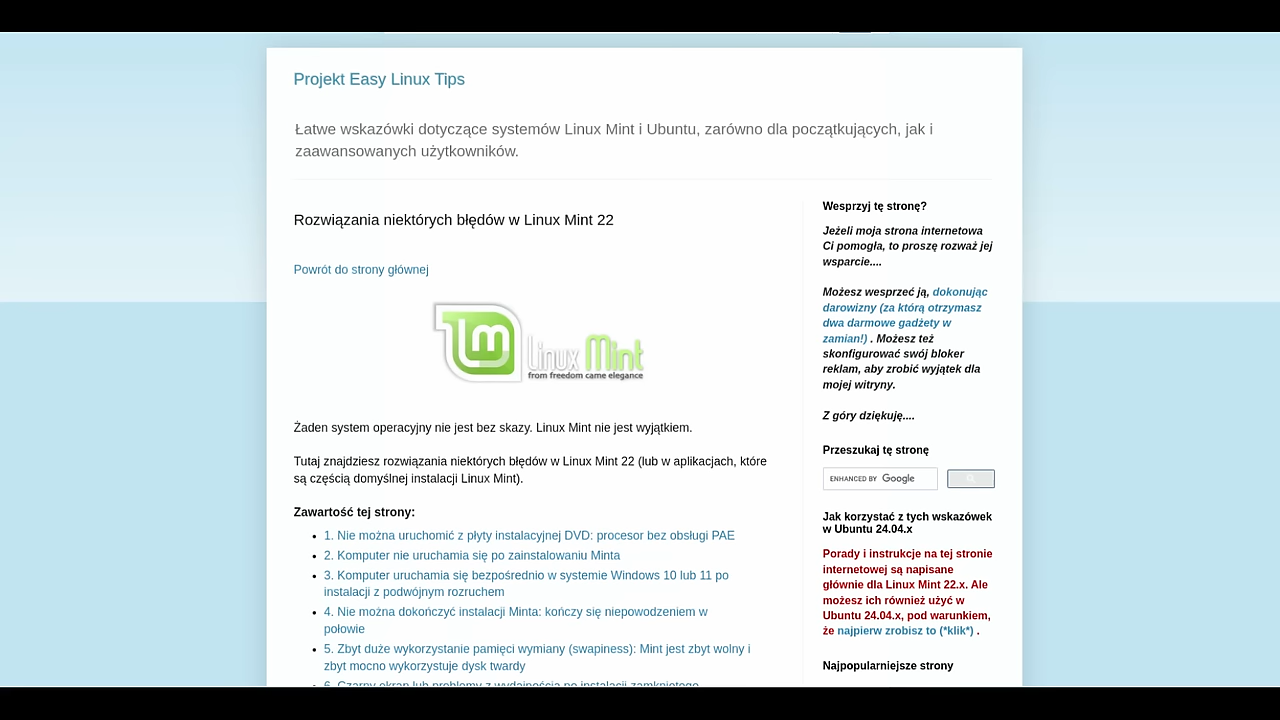 Projekt Easy Linux Tips
Łatwe wskazówki dotyczące systemów Linux Mint i Ubuntu, zarówno dla początkujących, jak i
zaawansowanych użytkowników.
Rozwiązania niektórych błędów w Linux Mint 22
Powrót do strony głównej
Linux Mint
from freedom came elegance
Żaden system operacyjny nie jest bez skazy. Linux Mint nie jest wyjątkiem.
Tutaj znajdziesz rozwiązania niektórych błędów w Linux Mint 22 (lub w aplikacjach, które
są częścią domyślnej instalacji Linux Mint).
Zawartość tej strony:
1. Nie można uruchomić z płyty instalacyjnej DVD: procesor bez obsługi PAE
2. Komputer nie uruchamia się po zainstalowaniu Minta
3. Komputer uruchamia się bezpośrednio w systemie Windows 10 lub 11 po
instalacji z podwójnym rozruchem
4. Nie można dokończyć instalacji Minta: kończy się niepowodzeniem w
połowie
5. Zbyt duże wykorzystanie pamięci wymiany (swapiness): Mint jest zbyt wolny i
zbyt mocno wykorzystuje dysk twardy
6. Czarny ekran lub problemy z wydajnością po instalacji zamkniętego
Wesprzyj tę stronę?
Jeżeli moja strona internetowa
Ci pomogła, to proszę rozważ jej
wsparcie....
Możesz wesprzeć ją, dokonując
darowizny (za którą otrzymasz
dwa darmowe gadżety w
zamian!) . Możesz też
skonfigurować swój bloker
reklam, aby zrobić wyjątek dla
mojej witryny.
Z góry dziękuję....
Przeszukaj tę stronę
ENHANCED BY Google
Jak korzystać z tych wskazówek
w Ubuntu 24.04.x
Porady i instrukcje na tej stronie
internetowej są napisane
głównie dla Linux Mint 22.x. Ale
możesz ich również użyć w
Ubuntu 24.04.x, pod warunkiem,
że najpierw zrobisz to (*klik*) .
Najpopularniejsze strony